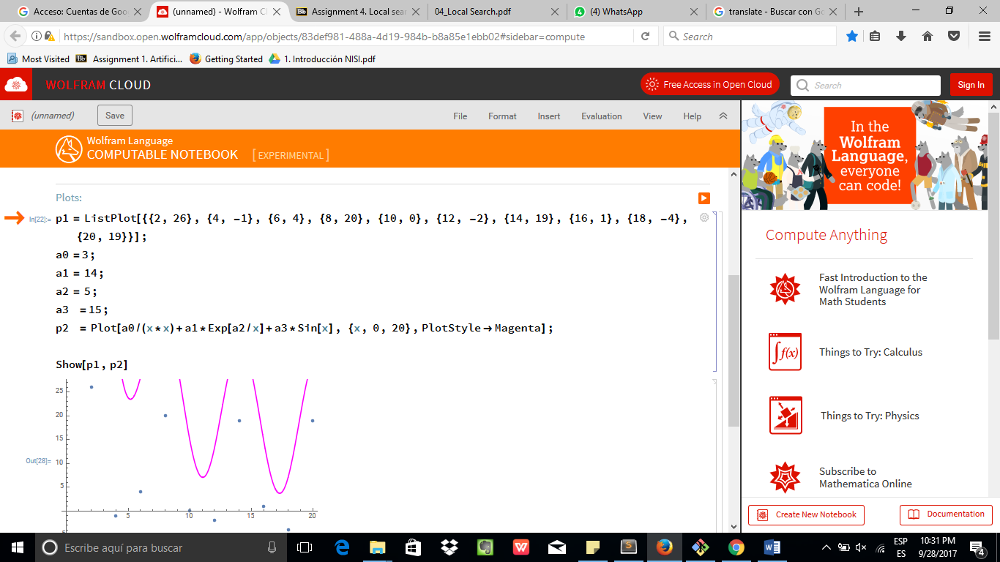 Acceso: Cuentas de Goo
(unnamed) - Wolfram Cl
Assignment 4. Local sear
04_Local Search.pdf
(4) WhatsApp
translate - Buscar con Go
https://sandbox.open.wolframcloud.com/app/objects/83def981-488a-4d19-984b-b8a85e1ebb02#sidebar=compute
Search
Most Visited
Assignment 1. Artifici...
Getting Started
1. Introducción NISI.pdf
WOLFRAM CLOUD
Free Access in Open Cloud
Search
Sign In
(unnamed)
Save
File
Format
Insert
Evaluation
View
Help
Wolfram Language
COMPUTABLE NOTEBOOK [EXPERIMENTAL]
Plots:
In[22]:= p1 = ListPlot[{{2, 26}, {4, -1}, {6, 4}, {8, 20}, {10, 0}, {12, -2}, {14, 19}, {16, 1}, {18, -4},
{20, 19}}];
a0 = 3;
a1 = 14;
a2 = 5;
a3 = 15;
p2 = Plot[a0/(x*x)+a1*Exp[a2/x]+a3*Sin[x], {x, 0, 20}, PlotStyle→Magenta];
Show[p1, p2]
25
20
15
Out[28]= 10
5
5 10 15 20
In the
Wolfram
Language,
everyone
can code!
Compute Anything
Fast Introduction to the
Wolfram Language for
Math Students
Things to Try: Calculus
∫f(x)
Things to Try: Physics
Subscribe to
Mathematica Online
Create New Notebook
Documentation
Escribe aquí para buscar
ESP
ES
10:31 PM
9/28/2017
4